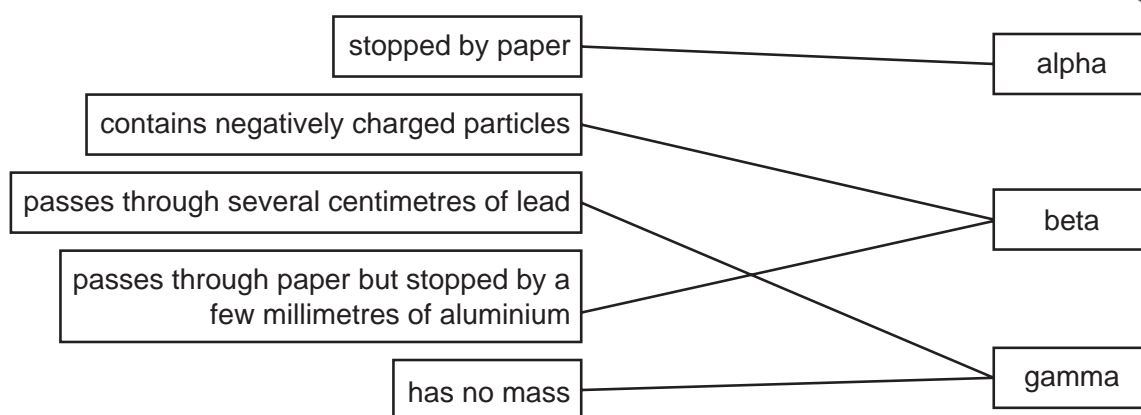 stopped by paper
alpha
contains negatively charged particles
passes through several centimetres of lead
beta
passes through paper but stopped by a
few millimetres of aluminium
has no mass
gamma